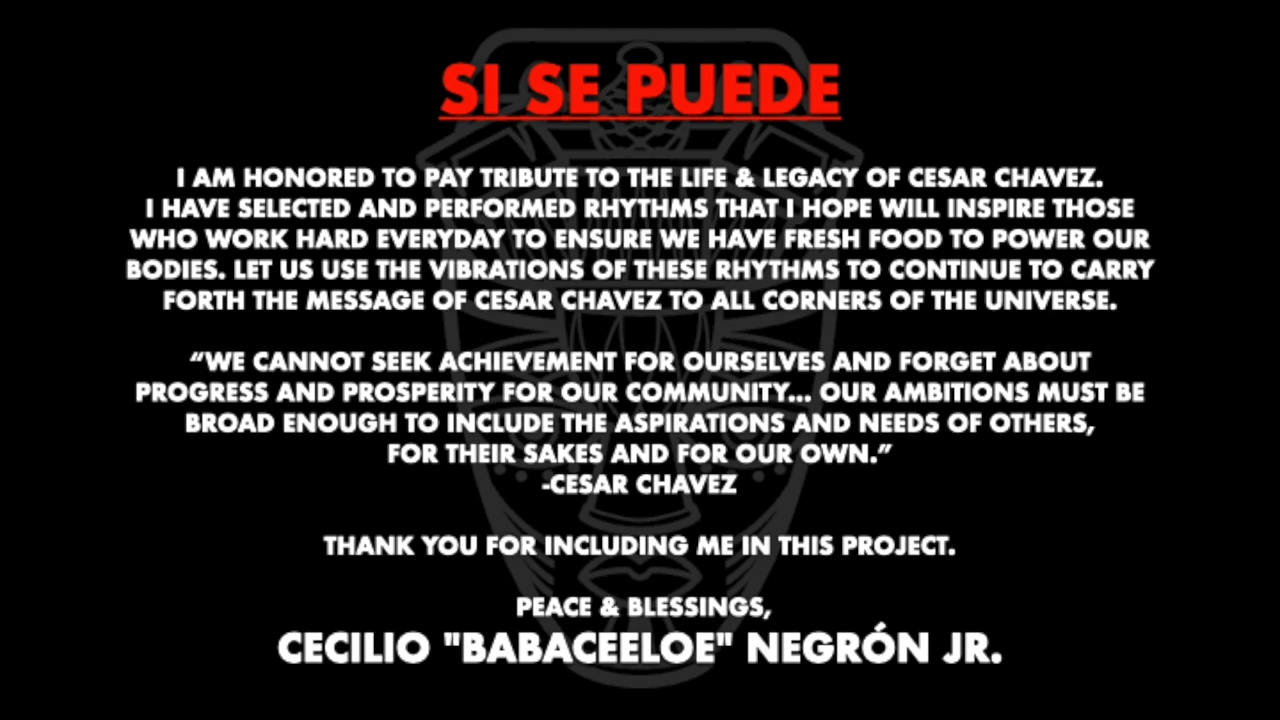 SI SE PUEDE
I AM HONORED TO PAY TRIBUTE TO THE LIFE & LEGACY OF CESAR CHAVEZ.
I HAVE SELECTED AND PERFORMED RHYTHMS THAT I HOPE WILL INSPIRE THOSE
WHO WORK HARD EVERYDAY TO ENSURE WE HAVE FRESH FOOD TO POWER OUR
BODIES. LET US USE THE VIBRATIONS OF THESE RHYTHMS TO CONTINUE TO CARRY
FORTH THE MESSAGE OF CESAR CHAVEZ TO ALL CORNERS OF THE UNIVERSE.
“WE CANNOT SEEK ACHIEVEMENT FOR OURSELVES AND FORGET ABOUT
PROGRESS AND PROSPERITY FOR OUR COMMUNITY... OUR AMBITIONS MUST BE
BROAD ENOUGH TO INCLUDE THE ASPIRATIONS AND NEEDS OF OTHERS,
FOR THEIR SAKES AND FOR OUR OWN.”
-CESAR CHAVEZ
THANK YOU FOR INCLUDING ME IN THIS PROJECT.
PEACE & BLESSINGS,
CECILIO "BABACEELOE" NEGRÓN JR.